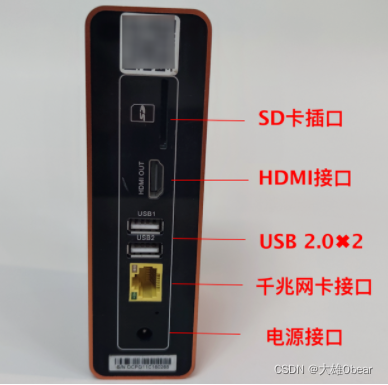 SD卡插口
HDMI OUT
HDMI接口
USB1
USB2
USB 2.0✖2
千兆网卡接口
电源接口
CSDN @大雄0bear